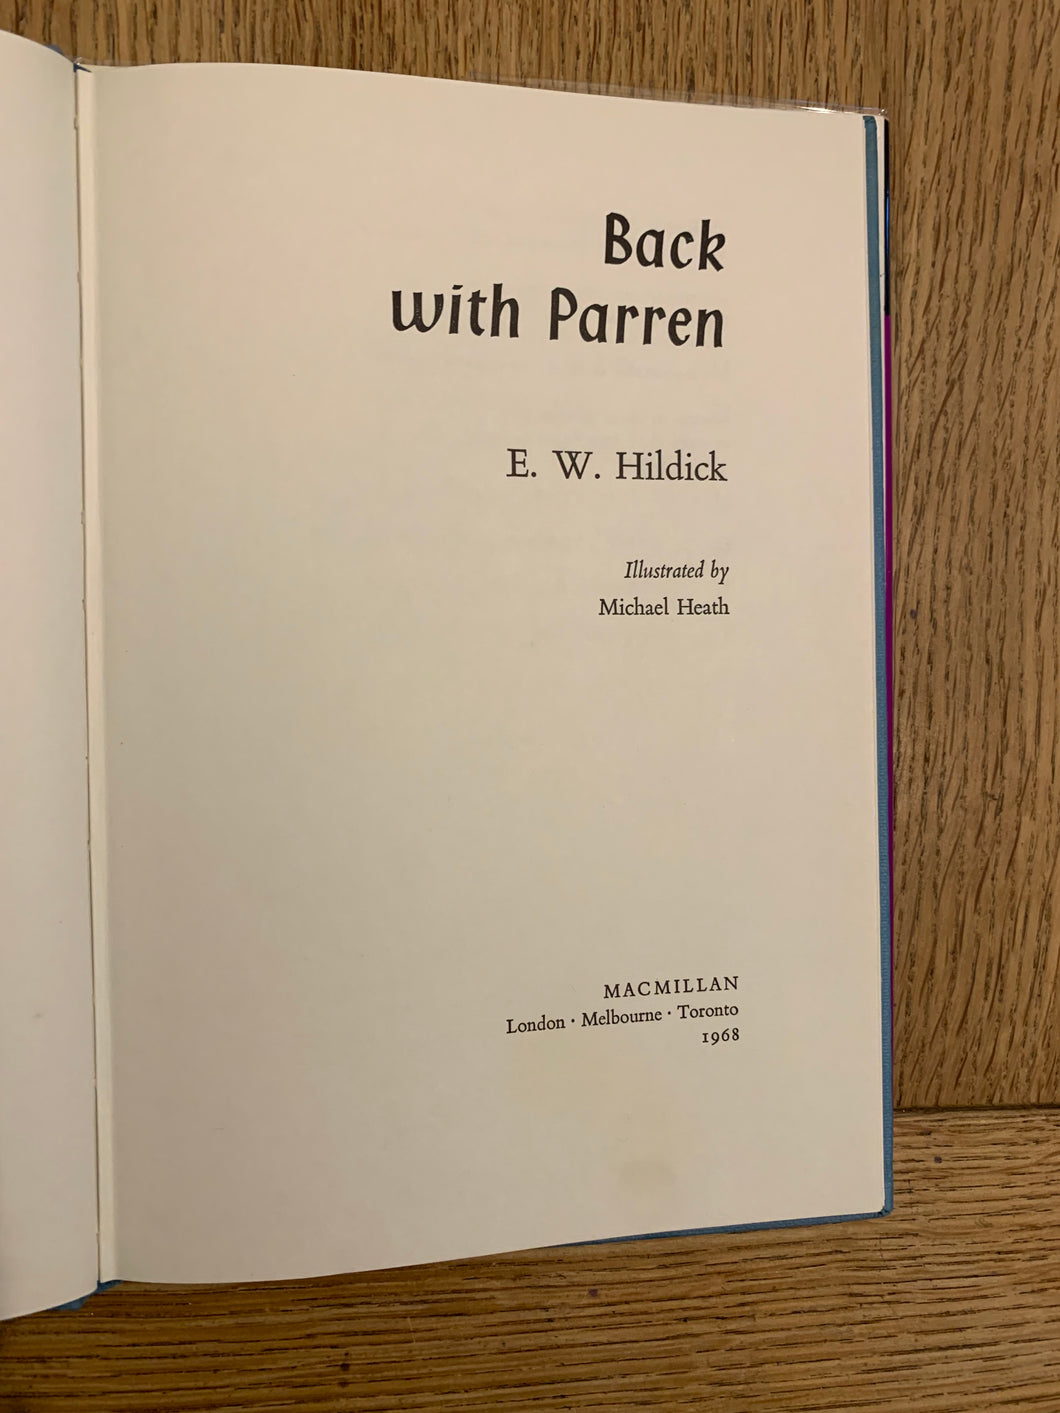 Back
with Parren
E. W. Hildick
Illustrated by
Michael Heath
MACMILLAN
London · Melbourne · Toronto
1968